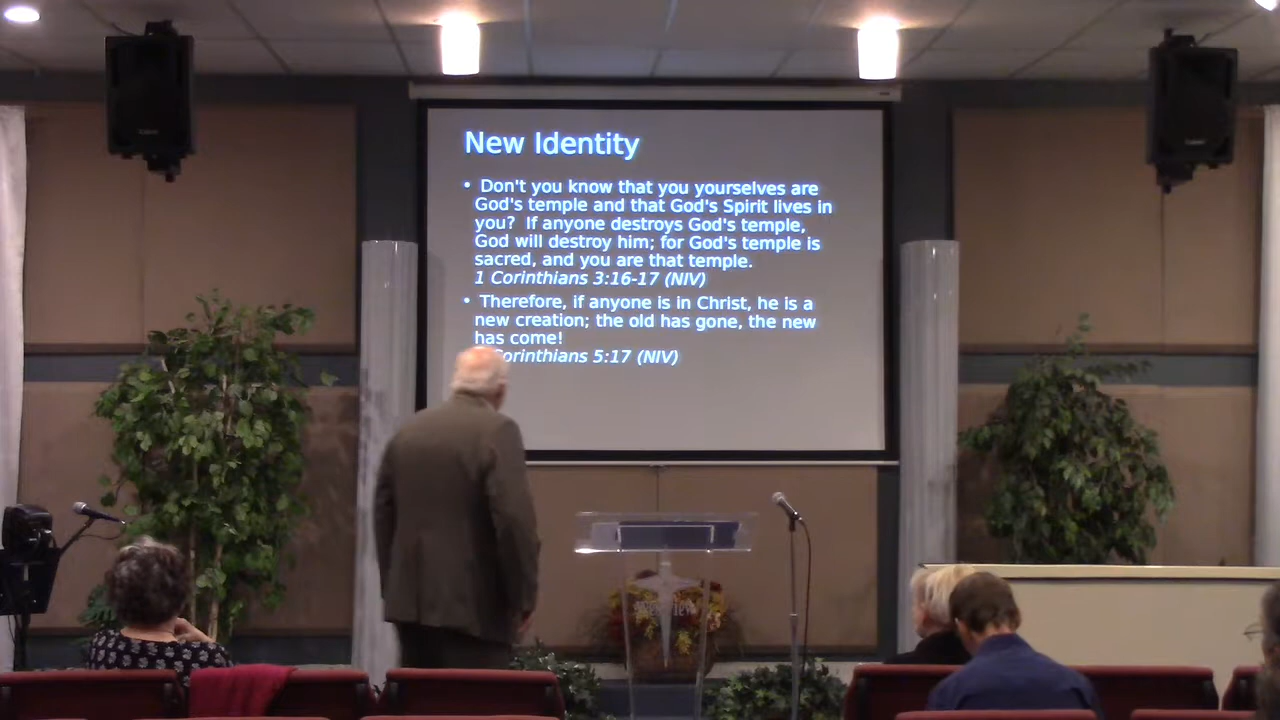 New Identity
• Don't you know that you yourselves are
God's temple and that God's Spirit lives in
you? If anyone destroys God's temple,
God will destroy him; for God's temple is
sacred, and you are that temple.
1 Corinthians 3:16-17 (NIV)
• Therefore, if anyone is in Christ, he is a
new creation; the old has gone, the new
has come!
Corinthians 5:17 (NIV)